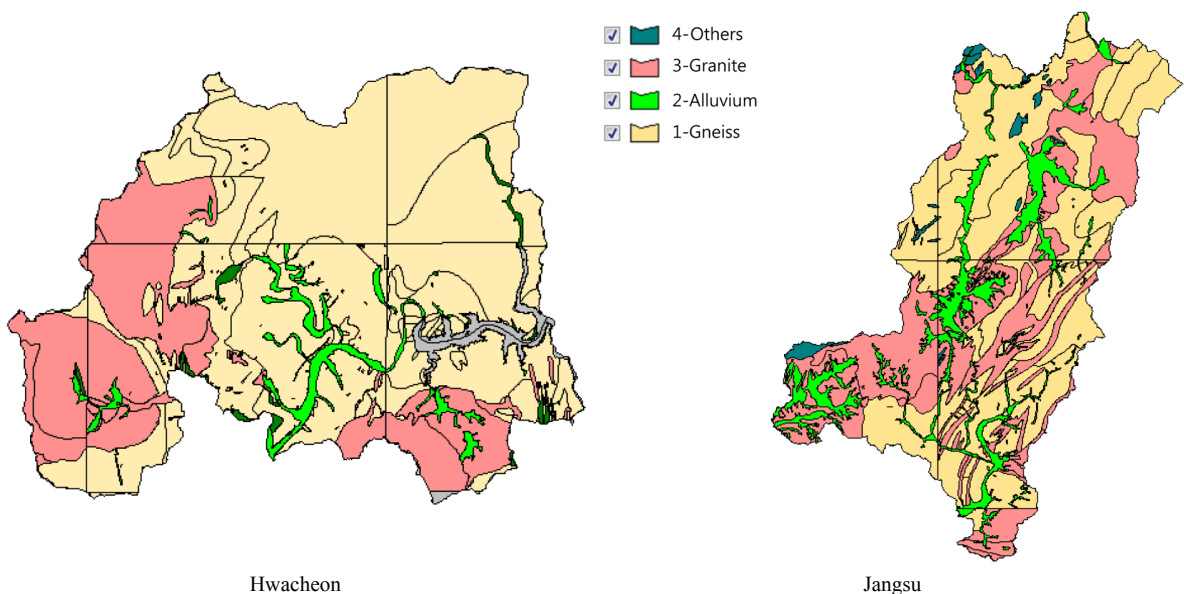 4-Others
3-Granite
2-Alluvium
1-Gneiss
Hwacheon
Jangsu